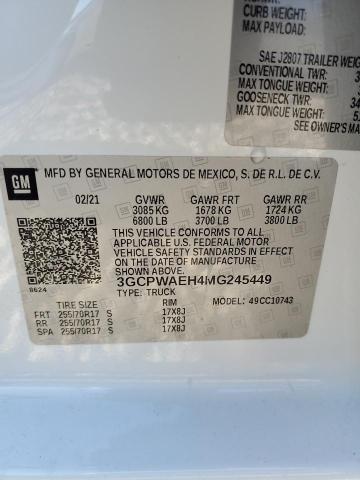 CURB WEIGHT:
MAX PAYLOAD:
SAE J2807 TRAILER WEIG
CONVENTIONAL TWR: 3
MAX TONGUE WEIGHT:
GOOSENECK TWR: 34
MAX TONGUE WEIGHT: 5
SEE OWNER'S MA
GM
MFD BY GENERAL MOTORS DE MEXICO, S. DE R.L. DE C.V.
02/21 GVWR GAWR FRT GAWR RR
3085 KG 1678 KG 1724 KG
6800 LB 3700 LB 3800 LB
THIS VEHICLE CONFORMS TO ALL APPLICABLE
U.S. FEDERAL MOTOR VEHICLE
SAFETY STANDARDS IN EFFECT ON THE DATE OF
MANUFACTURE SHOWN ABOVE.
3GCPWAEH4MG245449
8624
TYPE: TRUCK
TIRE SIZE RIM MODEL: 49CC10743
FRT 255/70R17 S 17X8J
RR 255/70R17 S 17X8J
SPA 255/70R17 S 17X8J